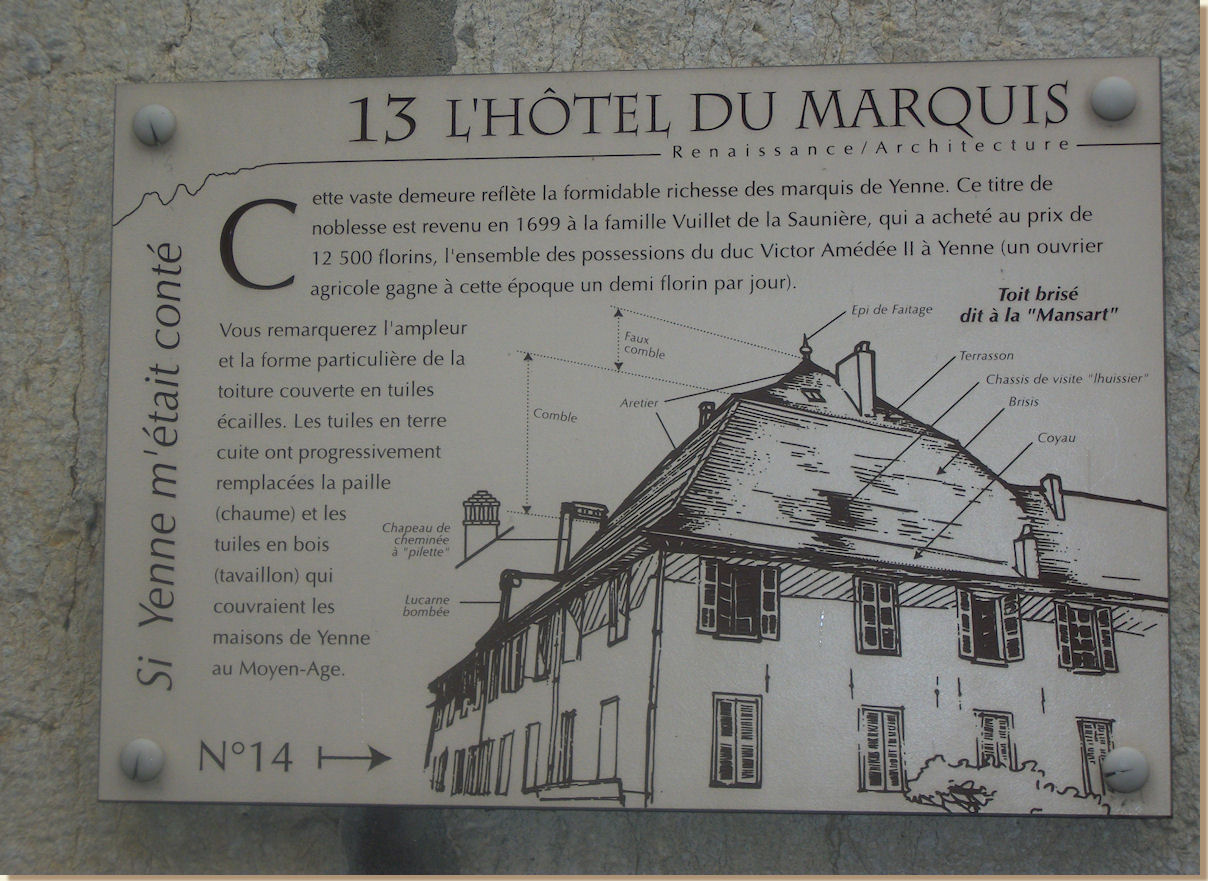 13 L'HÔTEL DU MARQUIS
Renaissance/Architecture
Si Yenne m'était conté
Cette vaste demeure reflète la formidable richesse des marquis de Yenne. Ce titre de
noblesse est revenu en 1699 à la famille Vuillet de la Saunière, qui a acheté au prix de
12 500 florins, l'ensemble des possessions du duc Victor Amédée II à Yenne (un ouvrier
agricole gagne à cette époque un demi florin par jour).
Vous remarquerez l'ampleur
et la forme particulière de la
toiture couverte en tuiles
écailles. Les tuiles en terre
cuite ont progressivement
remplacées la paille
(chaume) et les
tuiles en bois
(tavaillon) qui
couvraient les
maisons de Yenne
au Moyen-Age.
Toit brisé
dit à la "Mansart"
Epi de Faitage
Faux
comble
Terrasson
Chassis de visite "lhuissier"
Aretier
Brisis
Comble
Coyau
Chapeau de
cheminée
à "pilette"
Lucarne
bombée
N°14